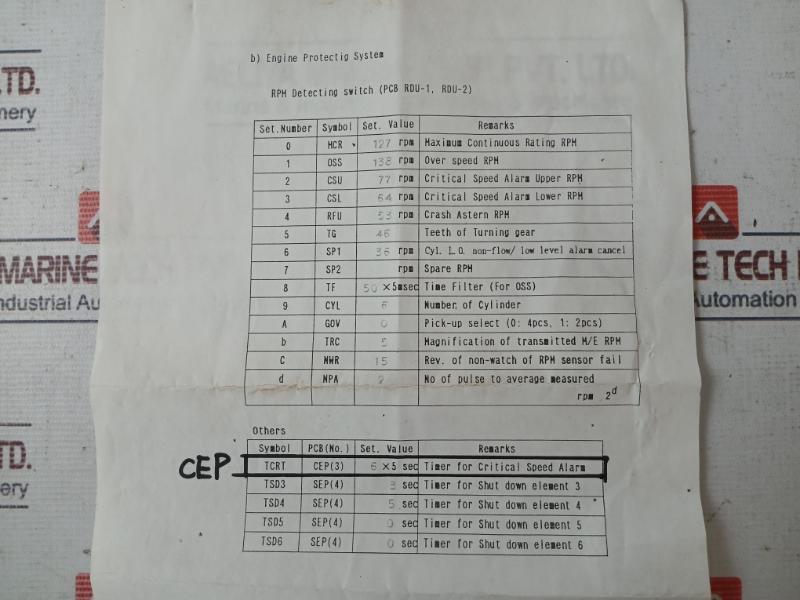 b) Engine Protectig System
RPM Detecting switch (PCB RDU-1, RDU-2)
Set.Number Symbol Set. Value Remarks
0 MCR 127 rpm Maximum Continuous Rating RPM
1 OSS 138 rpm Over speed RPM
2 CSU 77 rpm Critical Speed Alarm Upper RPM
3 CSL 64 rpm Critical Speed Alarm Lower RPM
4 RFU 53 rpm Crash Astern RPM
5 TG 46 Teeth of Turning gear
6 SP1 36 rpm Cyl. L.O. non-flow/ low level alarm cancel
7 SP2 rpm Spare RPM
8 TF 50 ×5msec Time Filter (For OSS)
9 CYL 6 Number of Cylinder
A GOV 0 Pick-up select (0: 4pcs, 1: 2pcs)
b TRC 5 Magnification of transmitted M/E RPM
C NWR 15 Rev. of non-watch of RPM sensor fail
d NPA No of pulse to average measured
rpm 2d
Others
Symbol PCB(No.) Set. Value Remarks
CEP TCRT CEP(3) 6 ×5 sec Timer for Critical Speed Alarm
TSD3 SEP(4) 3 sec Timer for Shut down element 3
TSD4 SEP(4) 5 sec Timer for Shut down element 4
TSD5 SEP(4) 0 sec Timer for Shut down element 5
TSD6 SEP(4) 0 sec Timer for Shut down element 6
TD.
nery
MARINE
ndustrial Au
E TECH
Automation
TD.
ery